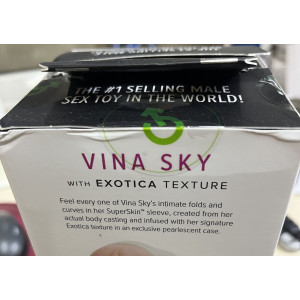 THE #1 SELLING MALE
SEX TOY IN THE WORLD!
VINA SKY
WITH EXOTICA TEXTURE
Feel every one of Vina Sky's intimate folds and
curves in her SuperSkin™ sleeve, created from her
actual body casting and infused with her signature
Exotica texture in an exclusive pearlescent case.